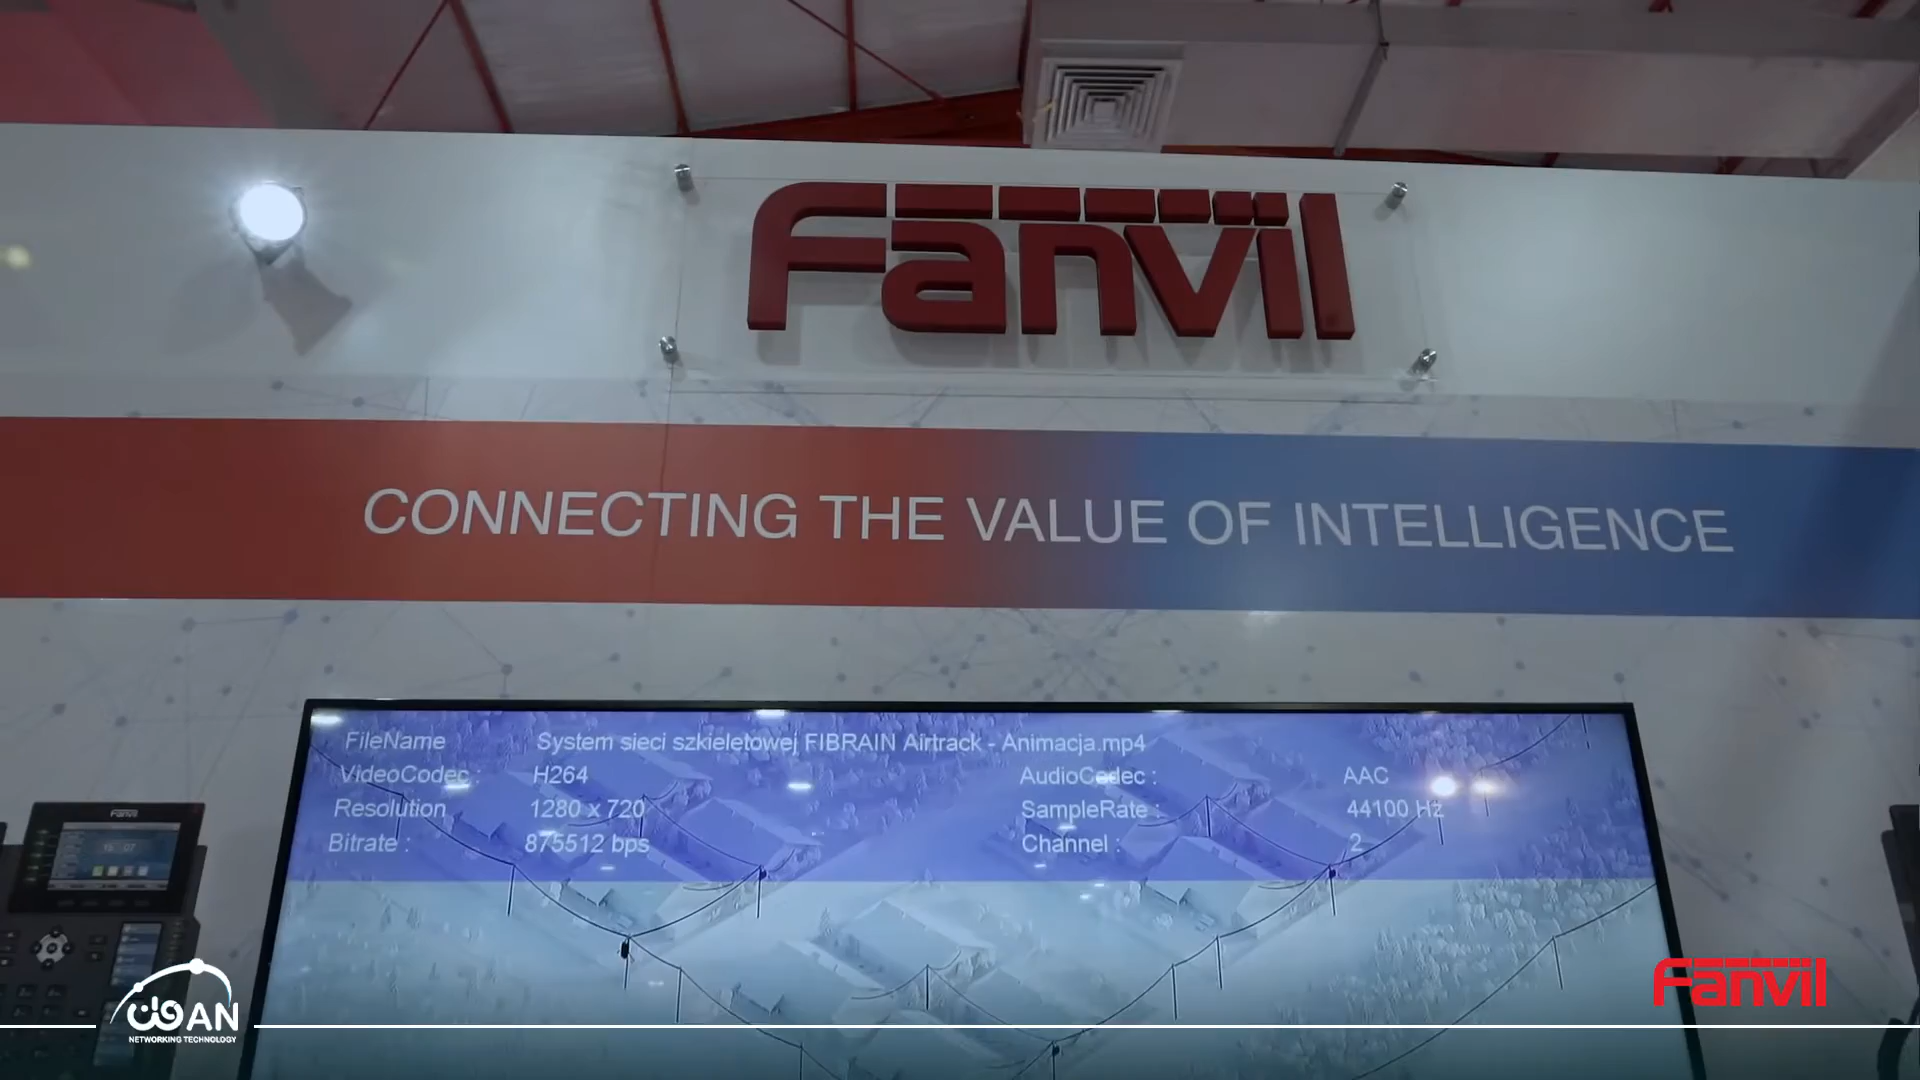 Fanvil
CONNECTING THE VALUE OF INTELLIGENCE
FileName System sieci szkieletowej FIBRAIN Airtrack - Animacja.mp4
VideoCodec : H264 AudioCodec : AAC
Resolution 1280 x 720 SampleRate : 44100 Hz
Bitrate : 875512 bps Channel : 2
Fanvil
Fanvil
AN
NETWORKING TECHNOLOGY